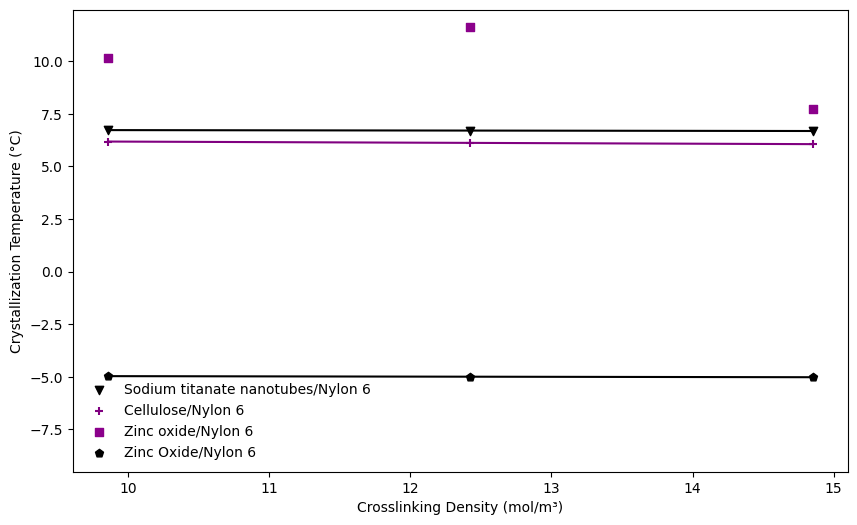 Crystallization Temperature (°C)
10.0
7.5
5.0
2.5
0.0
−2.5
−5.0
−7.5
Sodium titanate nanotubes/Nylon 6
Cellulose/Nylon 6
Zinc oxide/Nylon 6
Zinc Oxide/Nylon 6
10 11 12 13 14 15
Crosslinking Density (mol/m³)